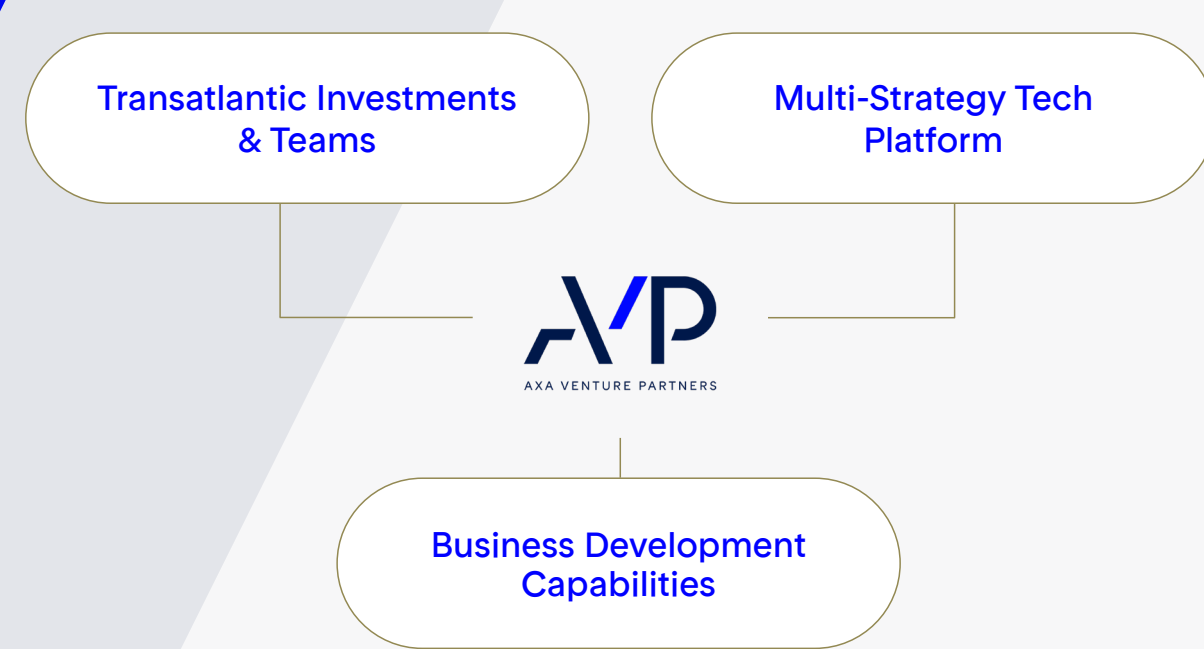 Transatlantic Investments
& Teams
Multi-Strategy Tech
Platform
AVP
AXA VENTURE PARTNERS
Business Development
Capabilities